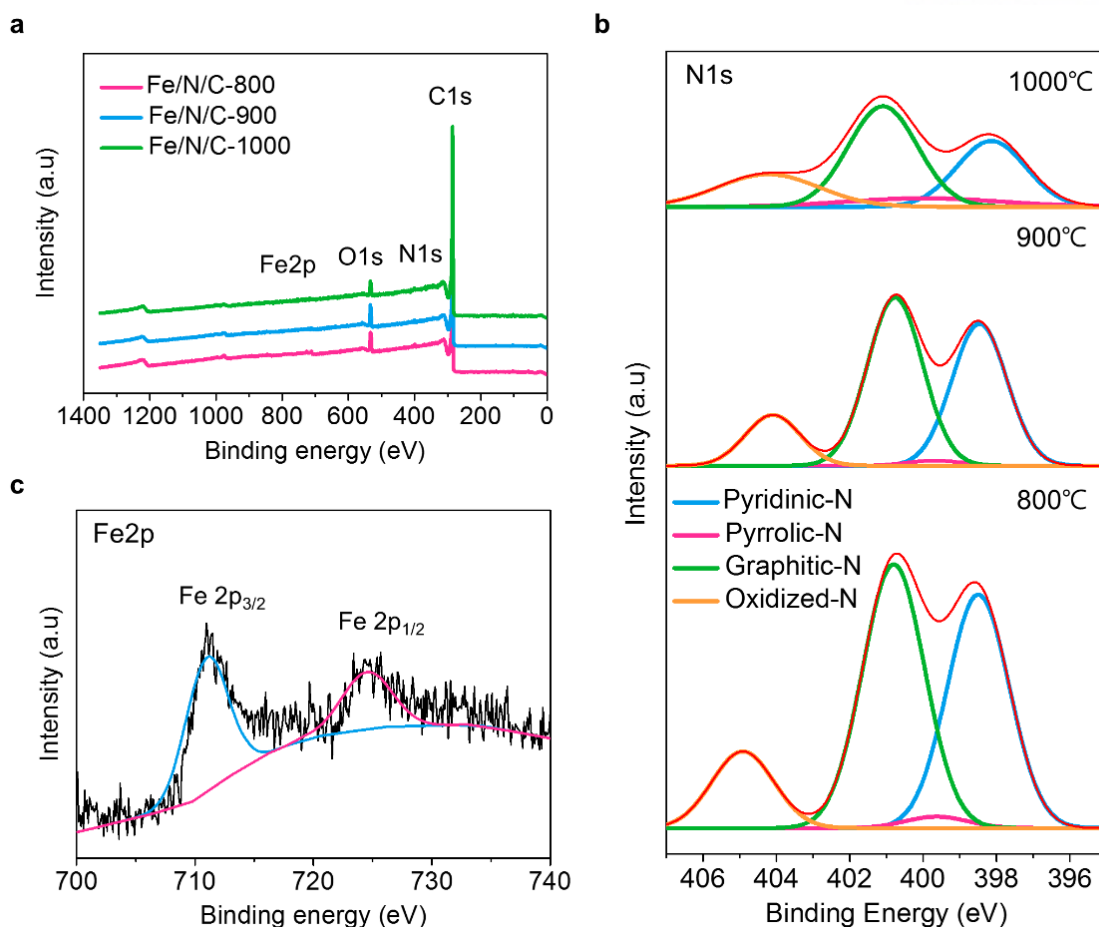 a
Fe/N/C-800
Fe/N/C-900
Fe/N/C-1000
C1s
Fe2p
O1s
N1s
Intensity (a.u)
1400 1200 1000 800 600 400 200 0
Binding energy (eV)
b
N1s
1000℃
900℃
800℃
Pyridinic-N
Pyrrolic-N
Graphitic-N
Oxidized-N
Intensity (a.u)
406 404 402 400 398 396
Binding Energy (eV)
c
Fe2p
Fe 2p3/2
Fe 2p1/2
Intensity (a.u)
700 710 720 730 740
Binding energy (eV)